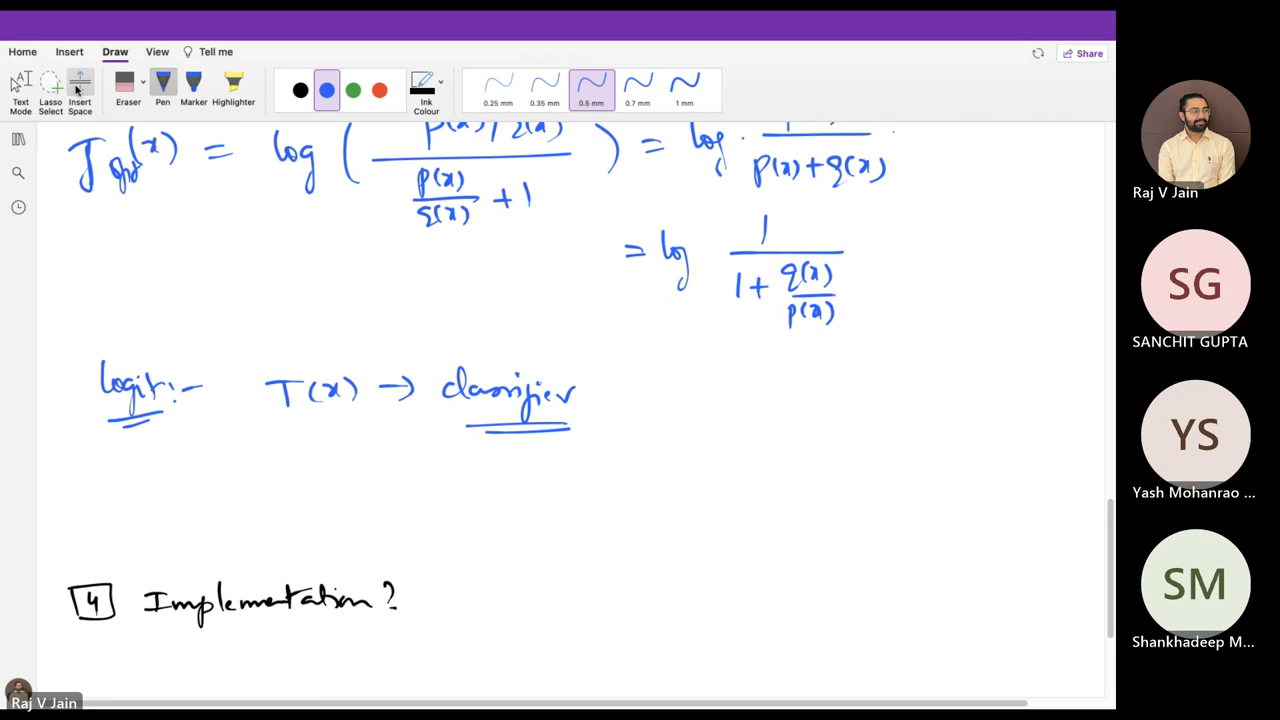 Home Insert Draw View Tell me Share
Text Mode Lasso Select Insert Space Eraser Pen Marker Highlighter Ink Colour 0.25 mm 0.35 mm 0.5 mm 0.7 mm 1 mm
T_opt(x) = log ( / p(x)/q(x) + 1 ) = log / p(x)+q(x)
= log 1 / 1 + q(x)/p(x)
Logit:- T(x) → classifier
4 Implementation?
Raj V Jain
SG
SANCHIT GUPTA
YS
Yash Mohanrao ...
SM
Shankhadeep M...
Raj V Jain